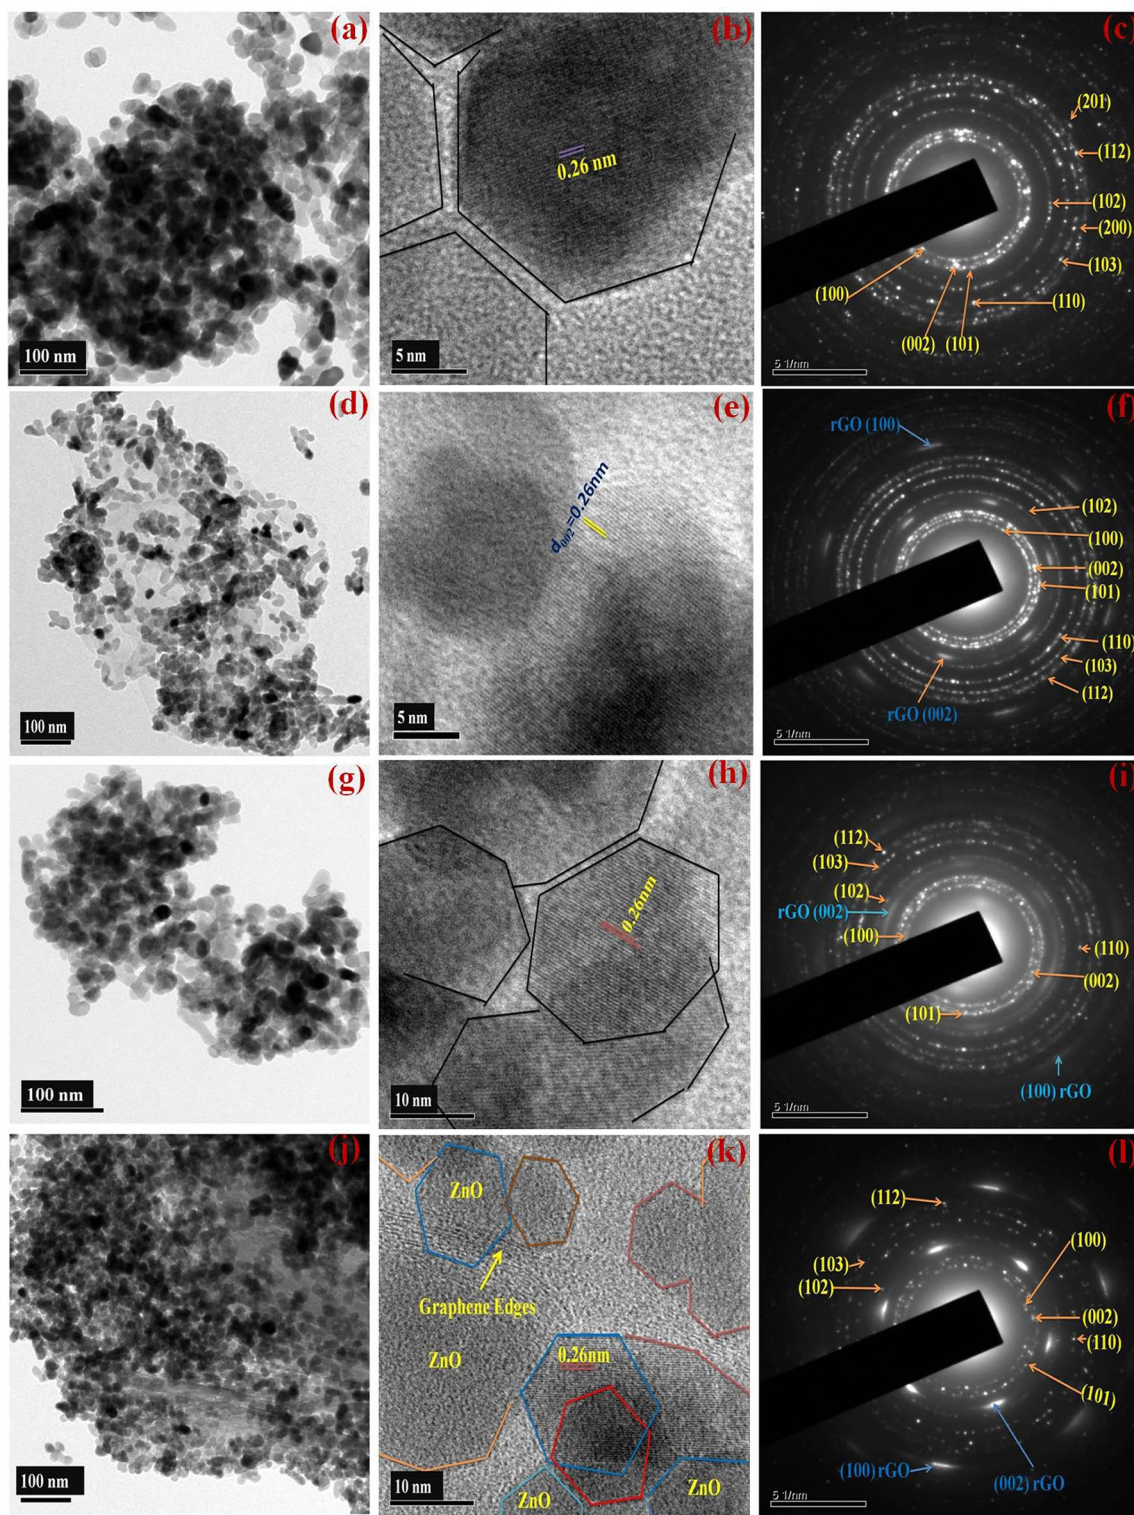 (a)
100 nm
(b)
0.26 nm
5 nm
(c)
(201)
(112)
(102)
(200)
(103)
(100)
(110)
(002)
(101)
5 1/nm
(d)
100 nm
(e)
d002=0.26nm
5 nm
(f)
rGO (100)
(102)
(100)
(002)
(101)
(110)
(103)
(112)
rGO (002)
5 1/nm
(g)
100 nm
(h)
0.26nm
10 nm
(i)
(112)
(103)
(102)
rGO (002)
(100)
(110)
(002)
(101)
(100) rGO
5 1/nm
(j)
100 nm
(k)
ZnO
Graphene Edges
ZnO
0.26nm
ZnO
ZnO
10 nm
(l)
(112)
(100)
(103)
(102)
(002)
(110)
(101)
(100) rGO
(002) rGO
5 1/nm